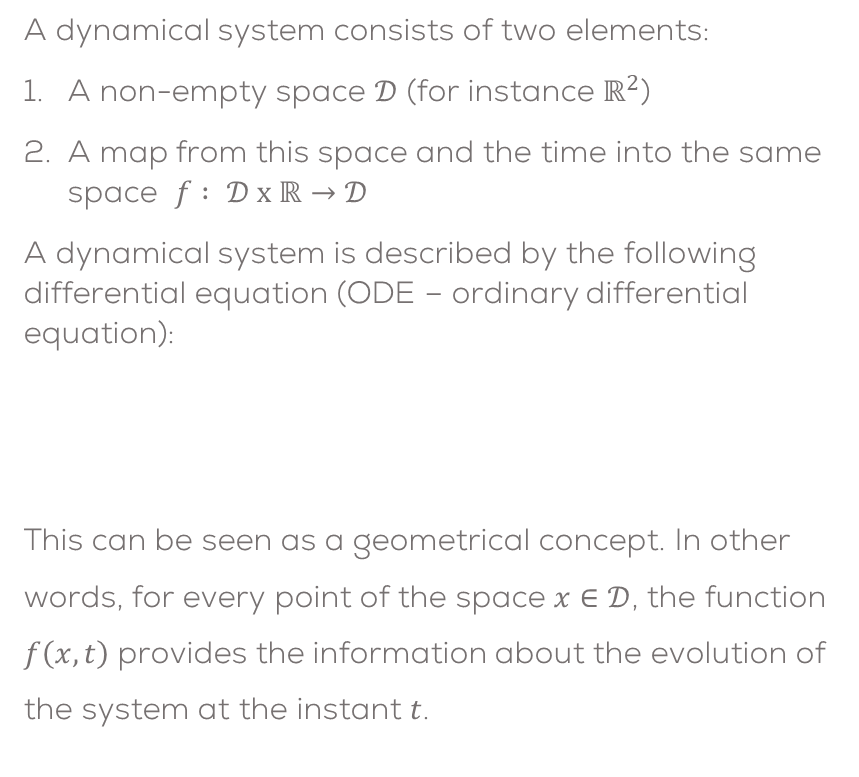 A dynamical system consists of two elements:
1. A non-empty space 𝒟 (for instance ℝ²)
2. A map from this space and the time into the same
space f : 𝒟 x ℝ → 𝒟
A dynamical system is described by the following
differential equation (ODE – ordinary differential
equation):
This can be seen as a geometrical concept. In other
words, for every point of the space x ∈ 𝒟, the function
f(x, t) provides the information about the evolution of
the system at the instant t.